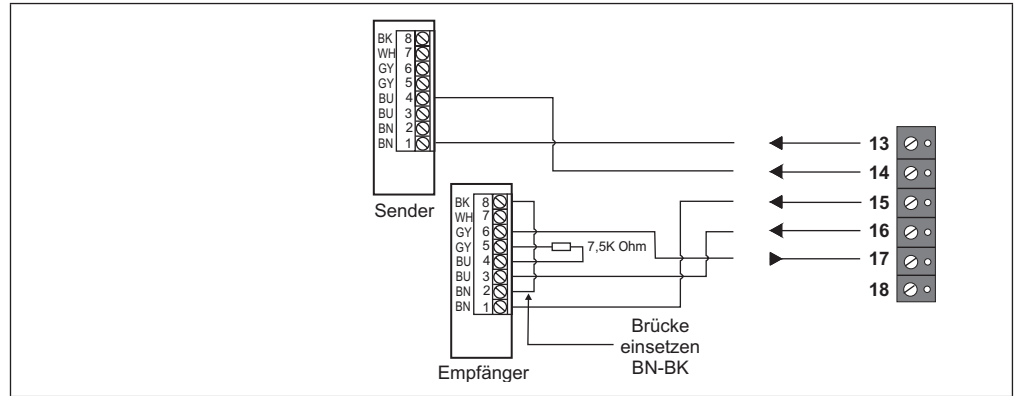 BK 8
WH 7
GY 6
GY 5
BU 4
BU 3
BN 2
BN 1
Sender
13
14
15
16
17
18
BK 8
WH 7
GY 6
GY 5
BU 4
BU 3
BN 2
BN 1
7,5K Ohm
Brücke
einsetzen
BN-BK
Empfänger